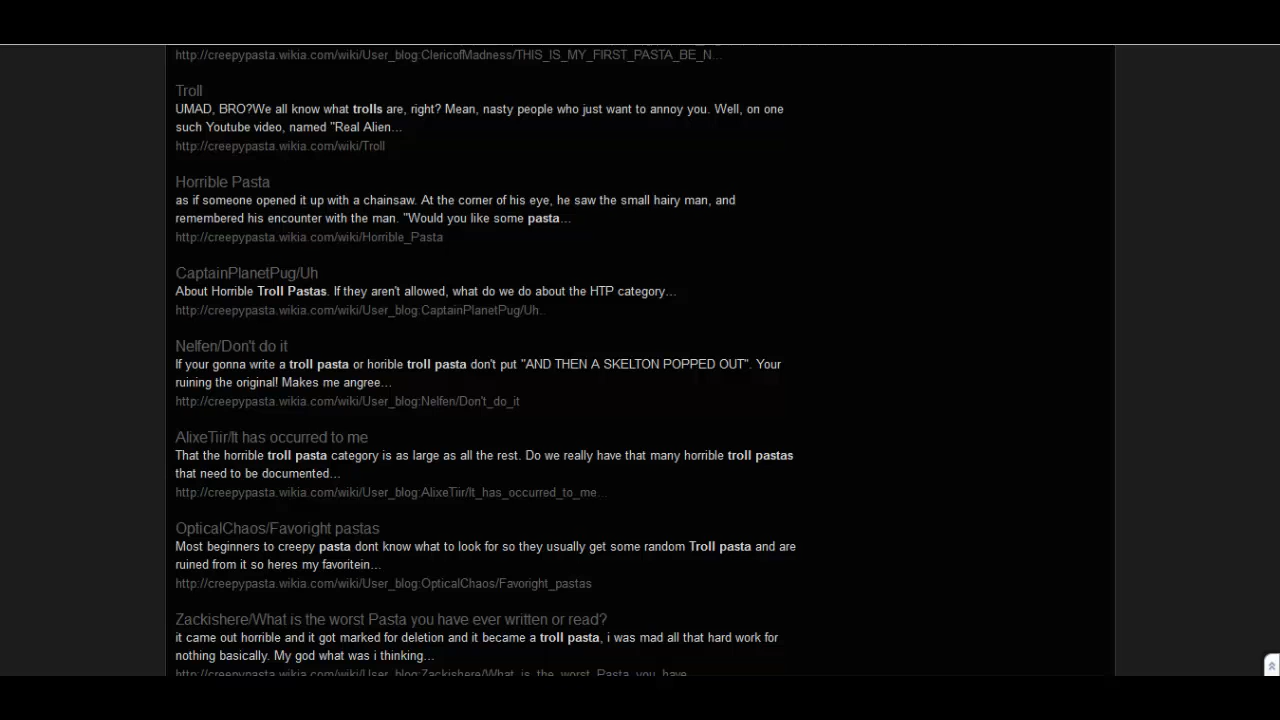 http://creepypasta.wikia.com/User_blog:ClericofMadness/THIS_IS_MY_FIRST_PASTA_BE_N...
Troll
UMAD, BRO?We all know what trolls are, right? Mean, nasty people who just want to annoy you. Well, on one
such Youtube video, named "Real Alien...
http://creepypasta.wikia.com/wiki/Troll
Horrible Pasta
as if someone opened it up with a chainsaw. At the corner of his eye, he saw the small hairy man, and
remembered his encounter with the man. "Would you like some pasta...
http://creepypasta.wikia.com/wiki/Horrible_Pasta
CaptainPlanetPug/Uh
About Horrible Troll Pastas. If they aren't allowed, what do we do about the HTP category...
http://creepypasta.wikia.com/wiki/User_blog:CaptainPlanetPug/Uh..
Nelfen/Don't do it
If your gonna write a troll pasta or horible troll pasta don't put "AND THEN A SKELTON POPPED OUT". Your
ruining the original! Makes me angree...
http://creepypasta.wikia.com/wiki/User_blog:Nelfen/Don't_do_it
AlixeTiir/It has occurred to me
That the horrible troll pasta category is as large as all the rest. Do we really have that many horrible troll pastas
that need to be documented...
http://creepypasta.wikia.com/wiki/User_blog:AlixeTiir/It_has_occurred_to_me...
OpticalChaos/Favoright pastas
Most beginners to creepy pasta dont know what to look for so they usually get some random Troll pasta and are
ruined from it so heres my favoritein...
http://creepypasta.wikia.com/wiki/User_blog:OpticalChaos/Favoright_pastas
Zackishere/What is the worst Pasta you have ever written or read?
it came out horrible and it got marked for deletion and it became a troll pasta, i was mad all that hard work for
nothing basically. My god what was i thinking...
http://creepypasta.wikia.com/wiki/User_blog:Zackishere/What_is_the_worst_Pasta_you_have